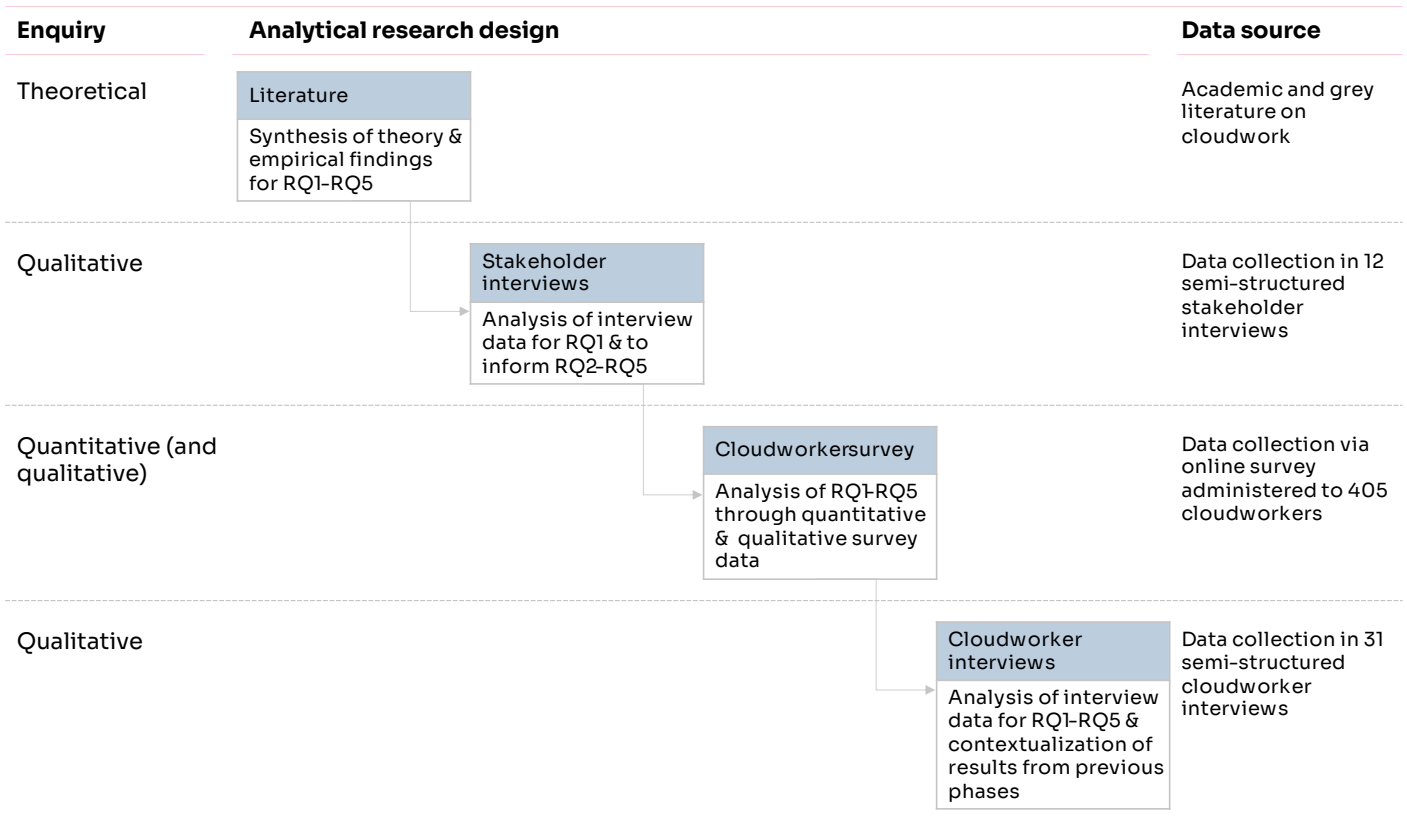 Enquiry
Analytical research design
Data source
Theoretical
Literature
Synthesis of theory &
empirical findings
for RQ1-RQ5
Academic and grey
literature on
cloudwork
Qualitative
Stakeholder
interviews
Analysis of interview
data for RQ1 & to
inform RQ2-RQ5
Data collection in 12
semi-structured
stakeholder
interviews
Quantitative (and
qualitative)
Cloudworkersurvey
Analysis of RQ1-RQ5
through quantitative
& qualitative survey
data
Data collection via
online survey
administered to 405
cloudworkers
Qualitative
Cloudworker
interviews
Analysis of interview
data for RQ1-RQ5 &
contextualization of
results from previous
phases
Data collection in 31
semi-structured
cloudworker
interviews